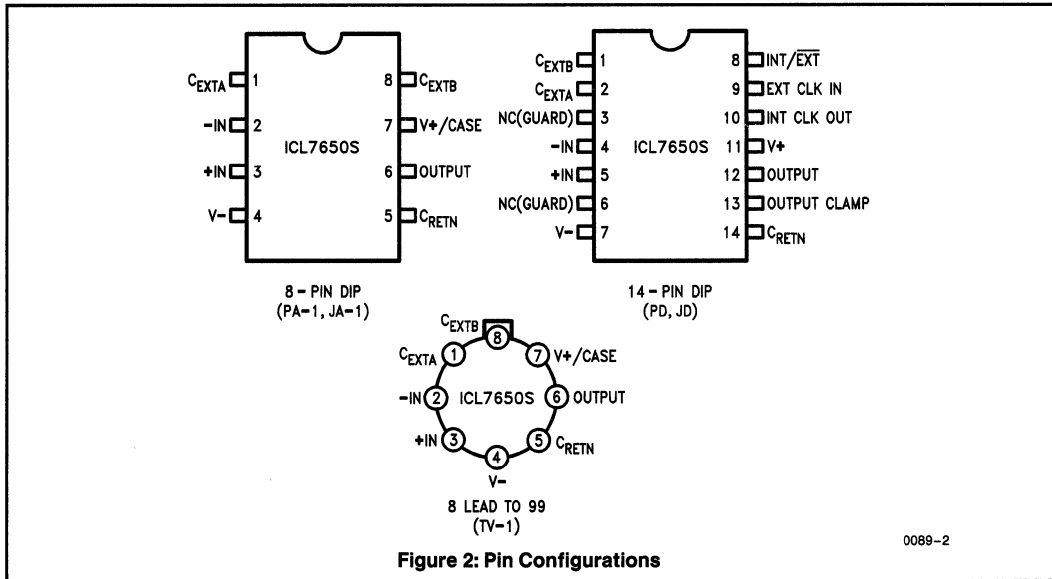 C_EXTA 1 8 C_EXTB
-IN 2 7 V+/CASE
ICL7650S
+IN 3 6 OUTPUT
V- 4 5 C_RETN
8-PIN DIP
(PA-1, JA-1)
C_EXTB 1 8 INT/E̅X̅T̅
C_EXTA 2 9 EXT CLK IN
NC(GUARD) 3 10 INT CLK OUT
-IN 4 ICL7650S 11 V+
+IN 5 12 OUTPUT
NC(GUARD) 6 13 OUTPUT CLAMP
V- 7 14 C_RETN
14-PIN DIP
(PD, JD)
C_EXTB 8
C_EXTA 1 7 V+/CASE
-IN 2 ICL7650S 6 OUTPUT
+IN 3 5 C_RETN
4
V-
8 LEAD TO 99
(TV-1)
0089-2
Figure 2: Pin Configurations